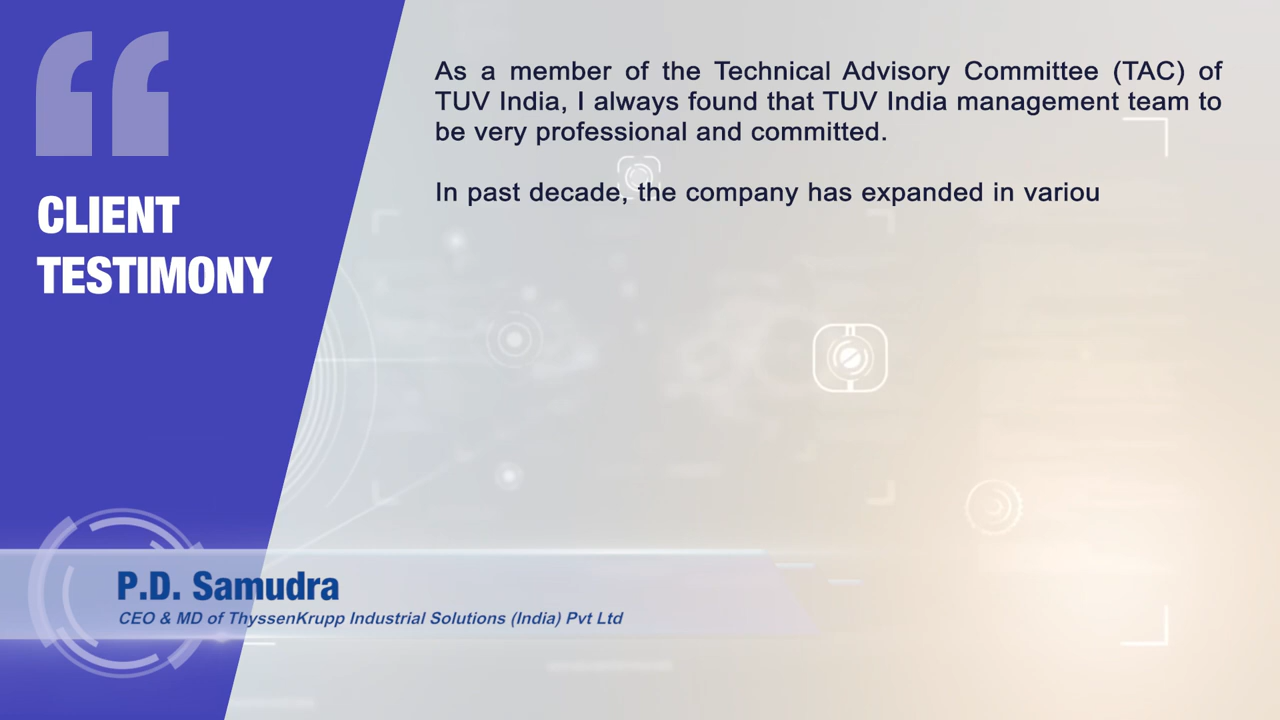 CLIENT
TESTIMONY
As a member of the Technical Advisory Committee (TAC) of
TUV India, I always found that TUV India management team to
be very professional and committed.
In past decade, the company has expanded in variou
P.D. Samudra
CEO & MD of ThyssenKrupp Industrial Solutions (India) Pvt Ltd